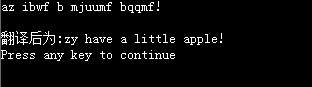 az ibwf b mjuumf bqqmf!
翻译后为:zy have a little apple!
Press any key to continue